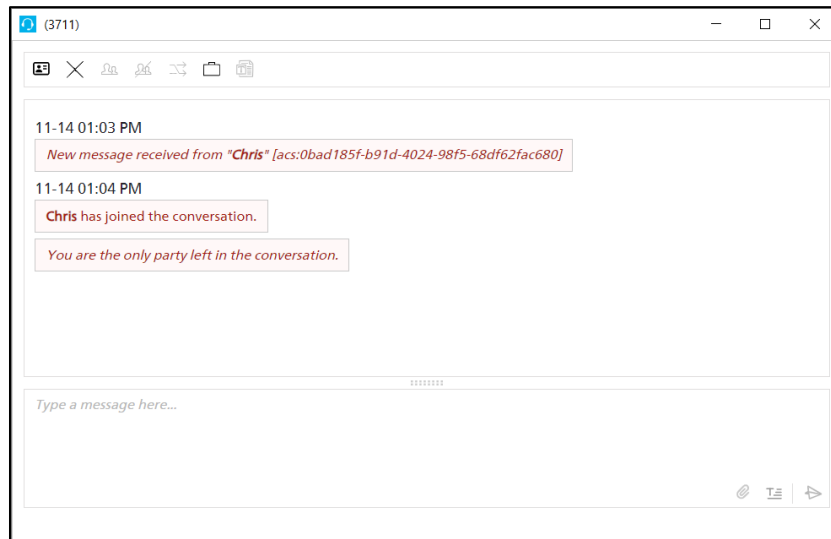 (3711)
11-14 01:03 PM
New message received from "Chris" [acs:0bad185f-b91d-4024-98f5-68df62fac680]
11-14 01:04 PM
Chris has joined the conversation.
You are the only party left in the conversation.
Type a message here...